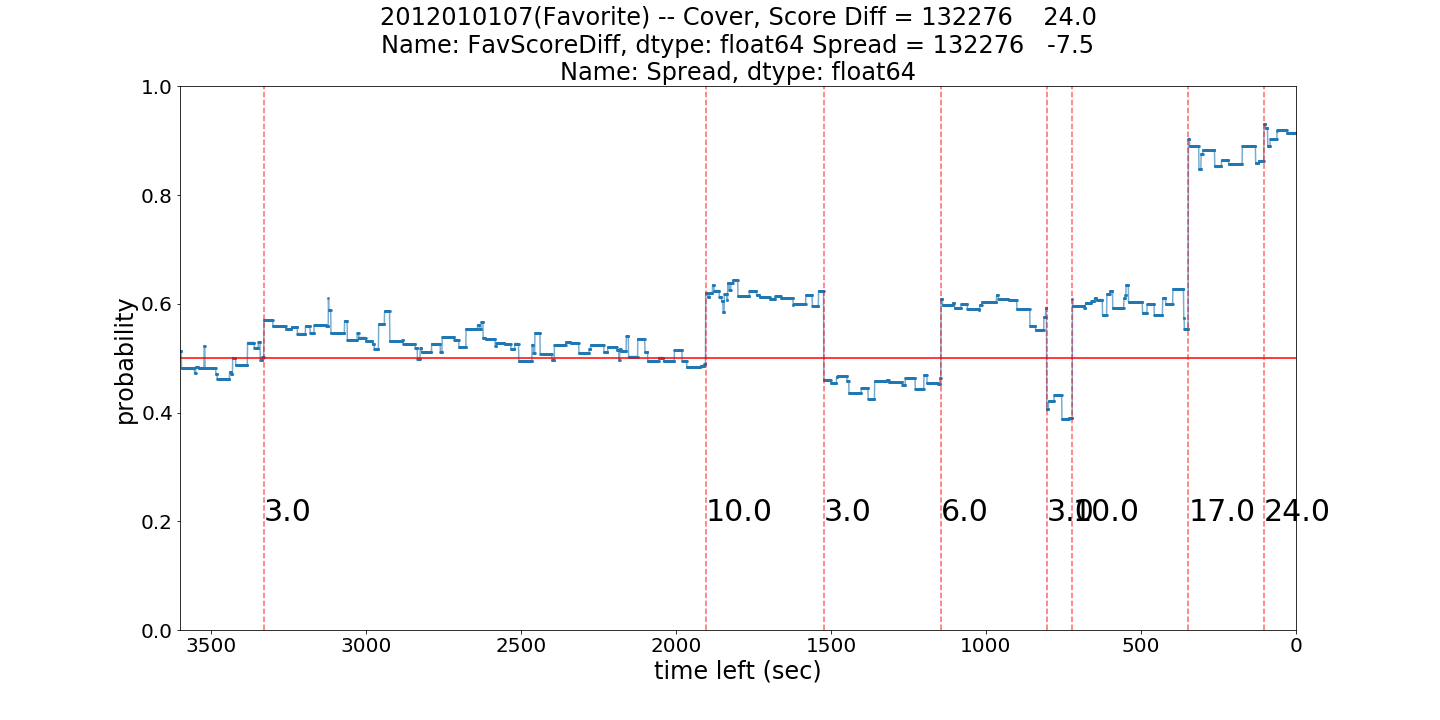 2012010107(Favorite) -- Cover, Score Diff = 132276    24.0
Name: FavScoreDiff, dtype: float64 Spread = 132276   -7.5
Name: Spread, dtype: float64
1.0
0.8
0.6
0.4
0.2
0.0
probability
3.0
10.0
3.0
6.0
3.0
10.0
17.0
24.0
3500 3000 2500 2000 1500 1000 500 0
time left (sec)